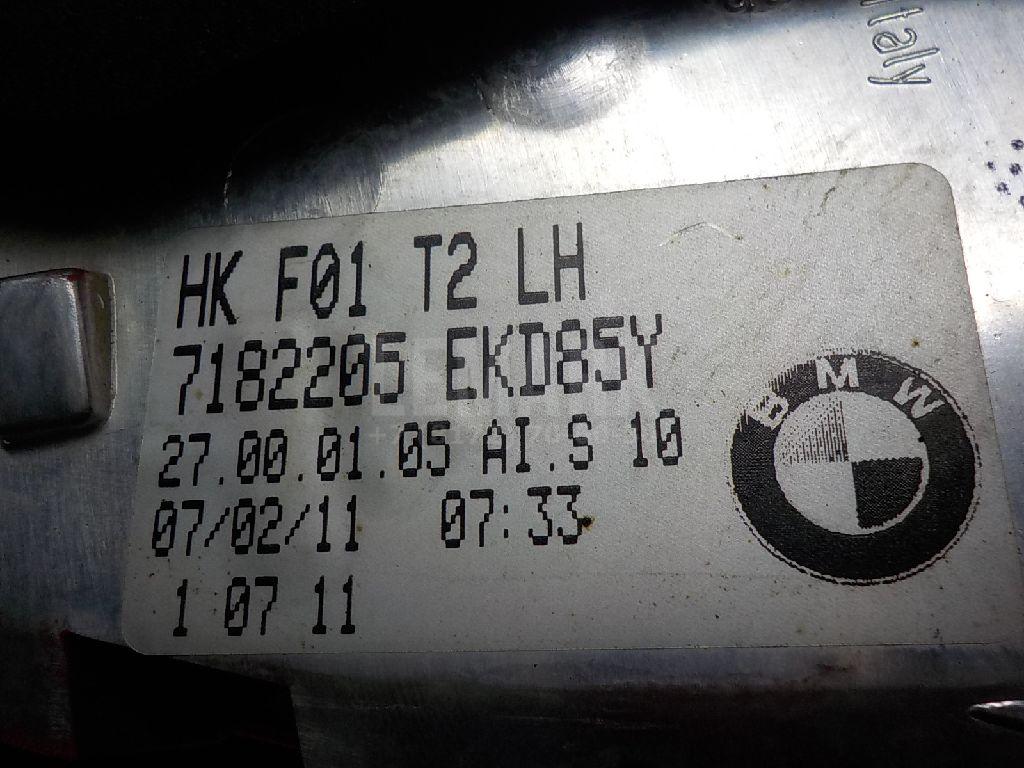 Italy
HK F01 T2 LH
7182205 EKD85Y
27.00.01.05 AI.S 10
07/02/11 07:33
1 07 11
BMW